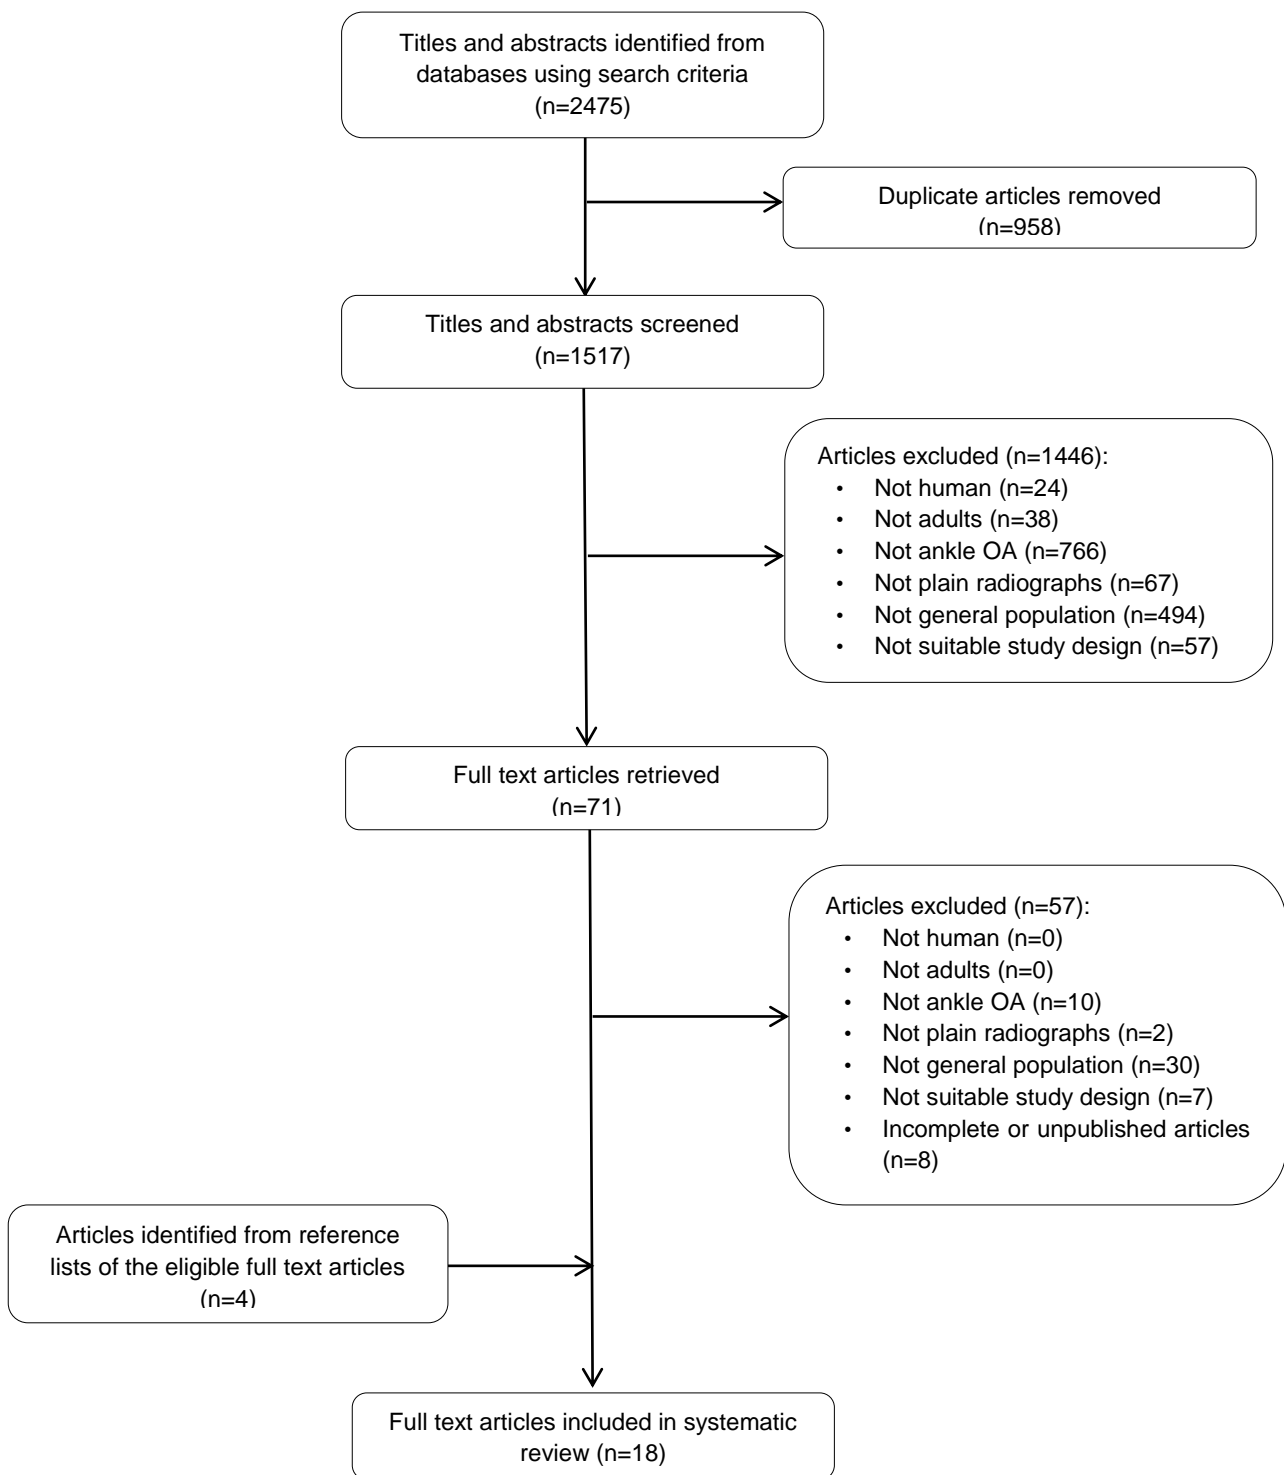 Titles and abstracts identified from
databases using search criteria
(n=2475)
Duplicate articles removed
(n=958)
Titles and abstracts screened
(n=1517)
Articles excluded (n=1446):
• Not human (n=24)
• Not adults (n=38)
• Not ankle OA (n=766)
• Not plain radiographs (n=67)
• Not general population (n=494)
• Not suitable study design (n=57)
Full text articles retrieved
(n=71)
Articles excluded (n=57):
• Not human (n=0)
• Not adults (n=0)
• Not ankle OA (n=10)
• Not plain radiographs (n=2)
• Not general population (n=30)
• Not suitable study design (n=7)
• Incomplete or unpublished articles
(n=8)
Articles identified from reference
lists of the eligible full text articles
(n=4)
Full text articles included in systematic
review (n=18)